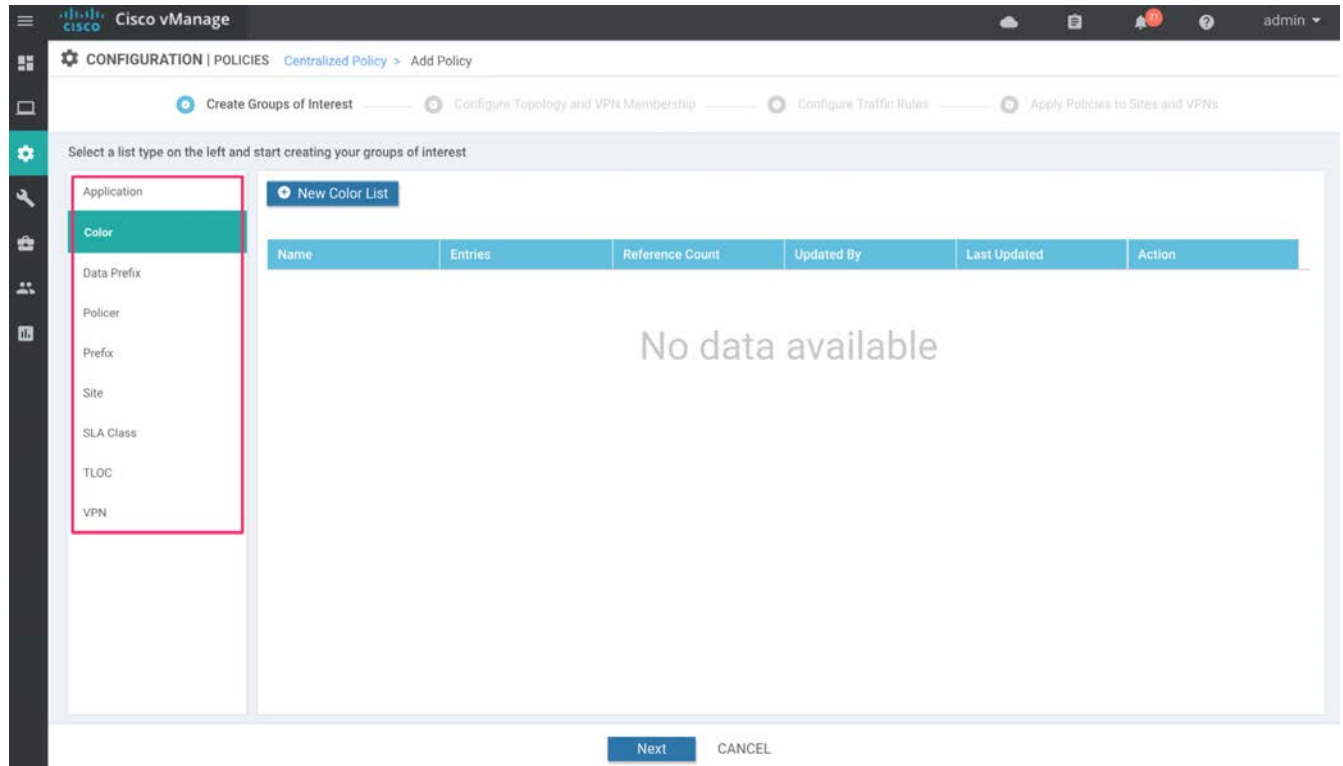 cisco Cisco vManage admin
CONFIGURATION | POLICIES Centralized Policy > Add Policy
Create Groups of Interest Configure Topology and VPN Membership Configure Traffic Rules Apply Policies to Sites and VPNs
Select a list type on the left and start creating your groups of interest
Application
New Color List
Color
Name Entries Reference Count Updated By Last Updated Action
Data Prefix
Policer
No data available
Prefix
Site
SLA Class
TLOC
VPN
Next CANCEL